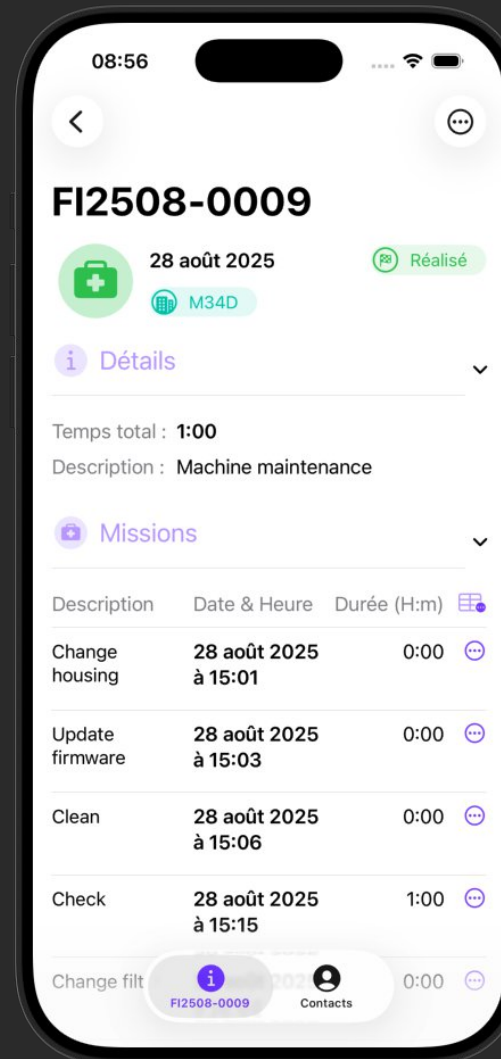 08:56
FI2508-0009
28 août 2025
Réalisé
M34D
Détails
Temps total : 1:00
Description : Machine maintenance
Missions
Description Date & Heure Durée (H:m)
Change housing 28 août 2025 à 15:01 0:00
Update firmware 28 août 2025 à 15:03 0:00
Clean 28 août 2025 à 15:06 0:00
Check 28 août 2025 à 15:15 1:00
Change filt 0:00
FI2508-0009 Contacts